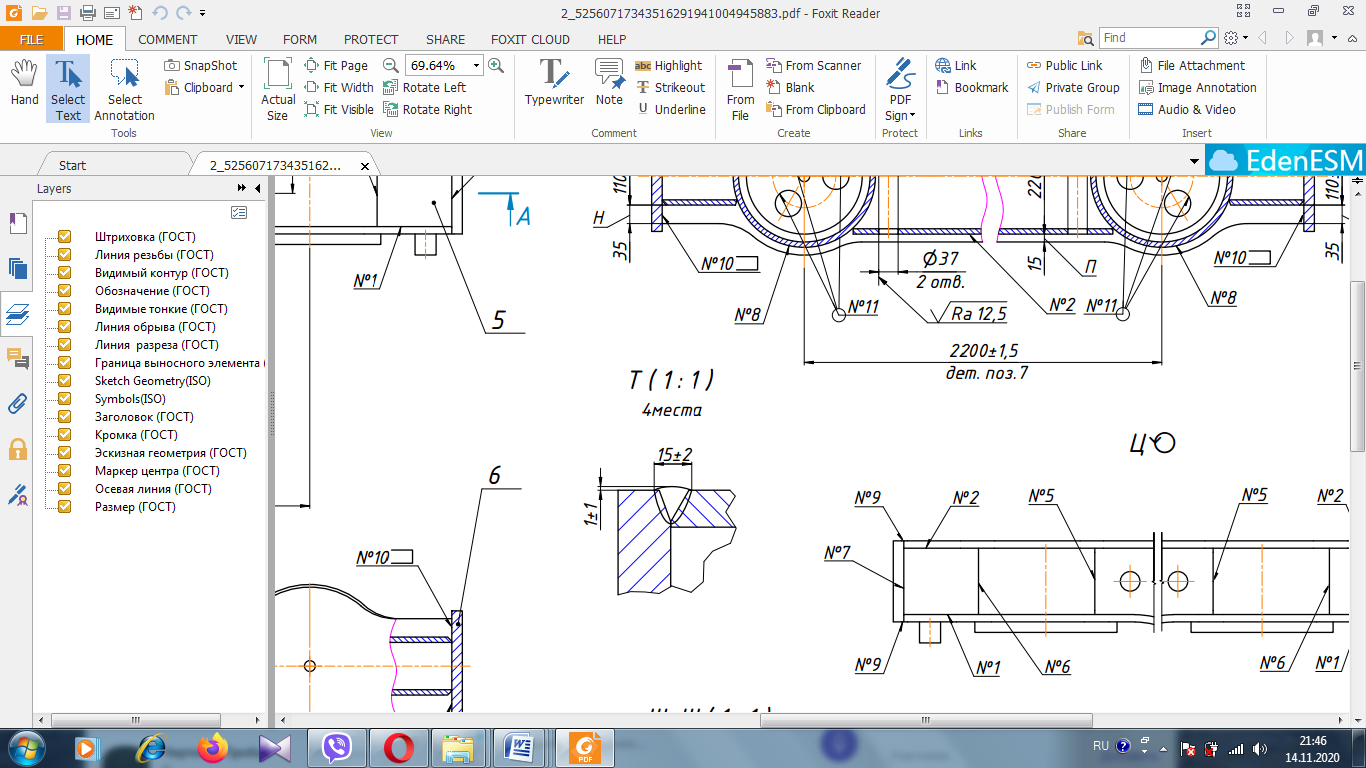 2_5256071734351629194​1004945883.pdf - Foxit Reader
FILE HOME COMMENT VIEW FORM PROTECT SHARE FOXIT CLOUD HELP
Find
Hand
Select Text
Select Annotation
SnapShot
Clipboard
Tools
Actual Size
Fit Page
Fit Width
Fit Visible
69.64%
Rotate Left
Rotate Right
View
Typewriter
Note
Highlight
Strikeout
Underline
Comment
From File
From Scanner
Blank
From Clipboard
Create
PDF Sign
Protect
Link
Bookmark
Links
Public Link
Private Group
Publish Form
Share
File Attachment
Image Annotation
Audio & Video
Insert
Start
2_525607173435162...
EdenESM
Layers
Штриховка (ГОСТ)
Линия резьбы (ГОСТ)
Видимый контур (ГОСТ)
Обозначение (ГОСТ)
Видимые тонкие (ГОСТ)
Линия обрыва (ГОСТ)
Линия разреза (ГОСТ)
Граница выносного элемента (
Sketch Geometry(ISO)
Symbols(ISO)
Заголовок (ГОСТ)
Кромка (ГОСТ)
Эскизная геометрия (ГОСТ)
Маркер центра (ГОСТ)
Осевая линия (ГОСТ)
Размер (ГОСТ)
А
№1
5
6
№10
110
Н
35
№10
№8
№11
Ø37
2 отв.
Ra 12,5
220
15
П
№2
№11
№8
№10
110
35
2200±1,5
дет. поз.7
Т (1:1)
4места
15±2
1±1
Ц
№9 №2 №5 №5 №2
№7
№9 №1 №6 №6 №1
RU
21:46
14.11.2020